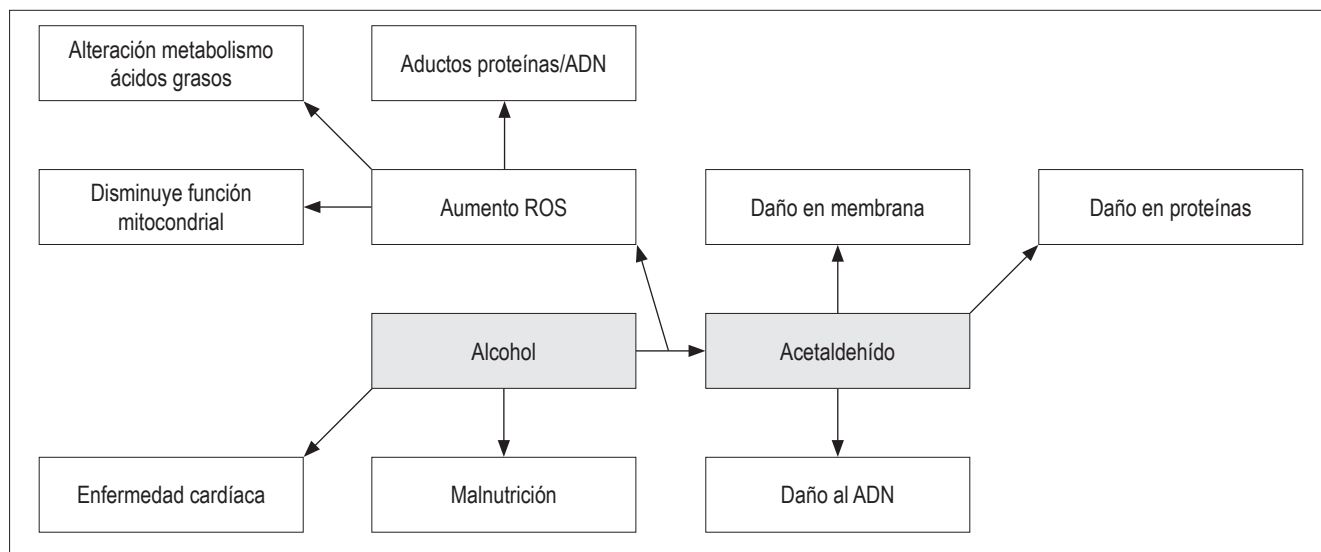 Alteración metabolismo
ácidos grasos
Aductos proteínas/ADN
Disminuye función
mitocondrial
Aumento ROS
Daño en membrana
Daño en proteínas
Alcohol
Acetaldehído
Enfermedad cardíaca
Malnutrición
Daño al ADN